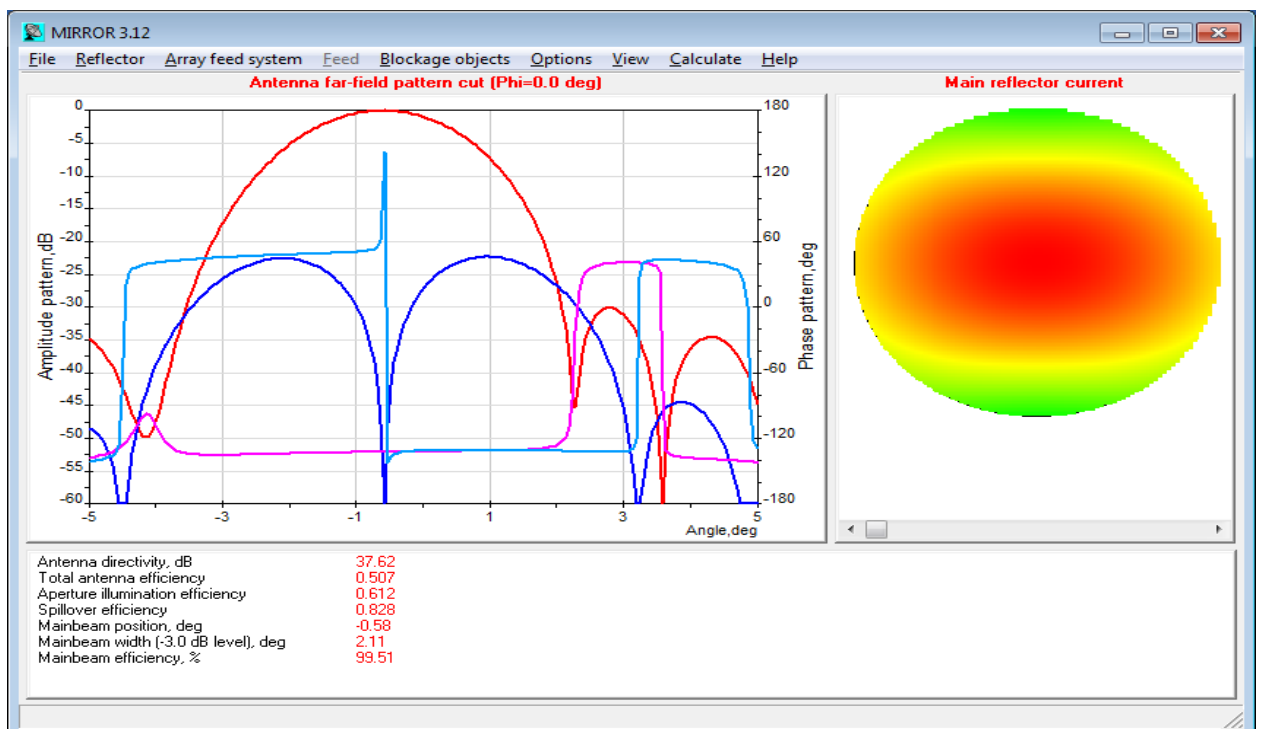 MIRROR 3.12
File Reflector Array feed system Feed Blockage objects Options View Calculate Help
Antenna far-field pattern cut (Phi=0.0 deg)
Main reflector current
0
-5
-10
-15
-20
-25
-30
-35
-40
-45
-50
-55
-60
Amplitude pattern,dB
180
120
60
0
-60
-120
-180
Phase pattern,deg
-5 -3 -1 1 3 5
Angle,deg
Antenna directivity, dB 37.62
Total antenna efficiency 0.507
Aperture illumination efficiency 0.612
Spillover efficiency 0.828
Mainbeam position, deg -0.58
Mainbeam width (-3.0 dB level), deg 2.11
Mainbeam efficiency, % 99.51